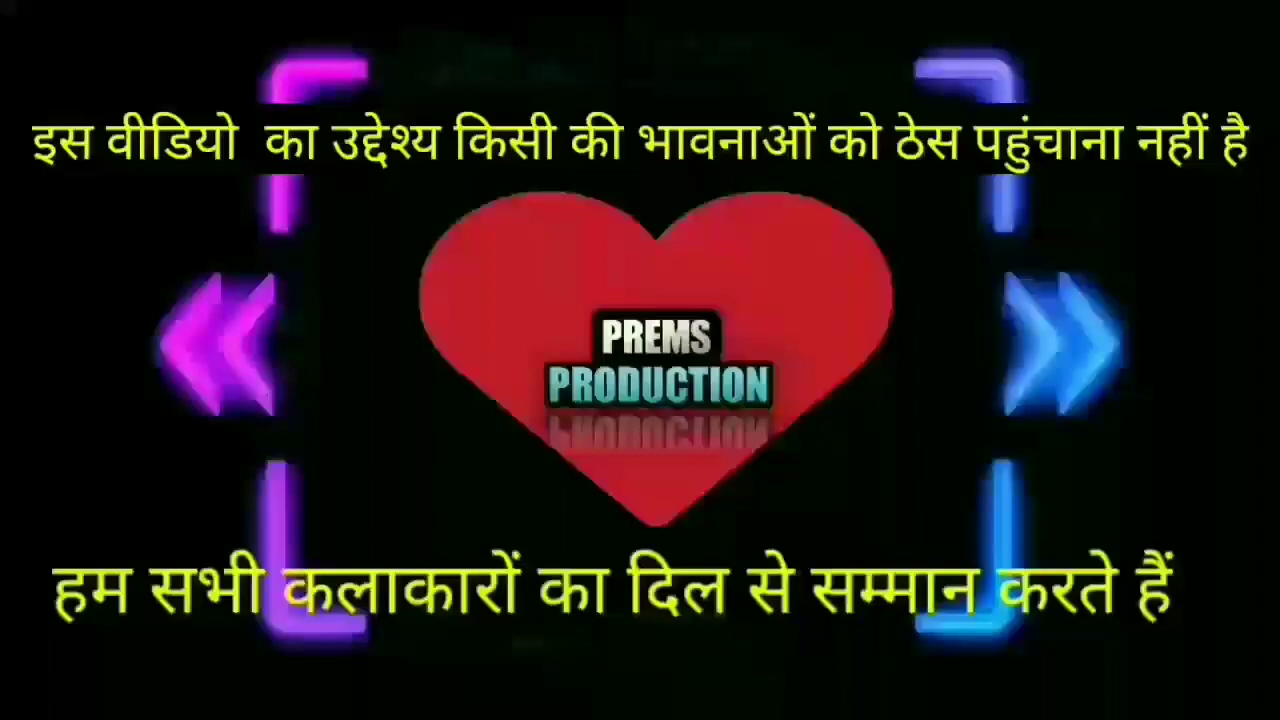 इस वीडियो का उद्देश्य किसी की भावनाओं को ठेस पहुंचाना नहीं है
PREMS
PRODUCTION
हम सभी कलाकारों का दिल से सम्मान करते हैं